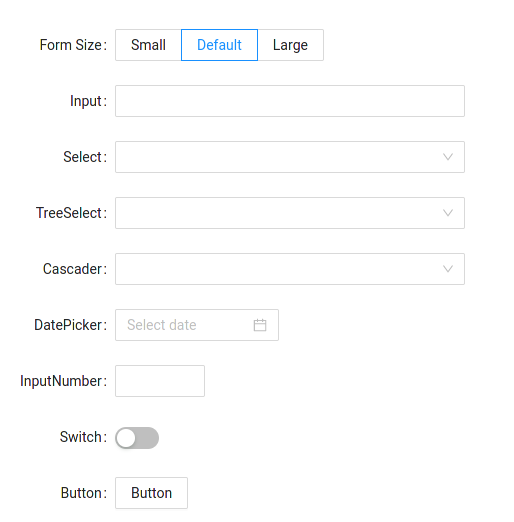 Form Size: Small Default Large
Input:
Select:
TreeSelect:
Cascader:
DatePicker: Select date
InputNumber:
Switch:
Button: Button